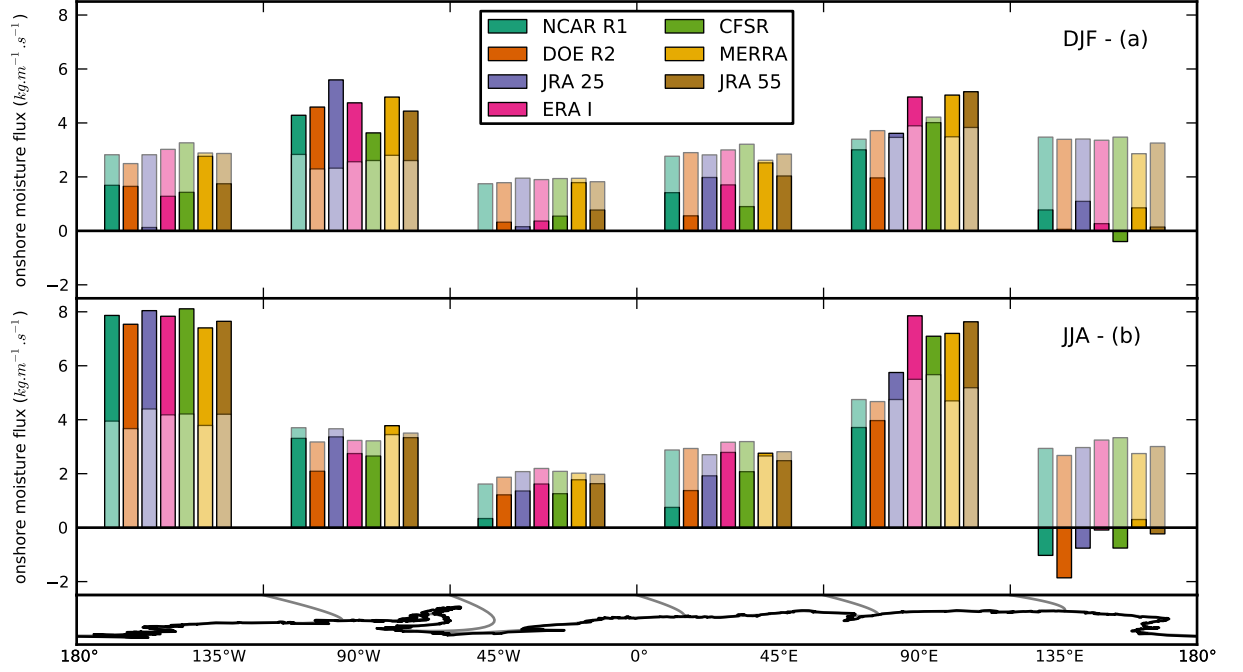 8
6
4
2
0
−2
onshore moisture flux (kg.m⁻¹.s⁻¹)
NCAR R1
DOE R2
JRA 25
ERA I
CFSR
MERRA
JRA 55
DJF - (a)
8
6
4
2
0
−2
onshore moisture flux (kg.m⁻¹.s⁻¹)
JJA - (b)
180° 135°W 90°W 45°W 0° 45°E 90°E 135°E 180°